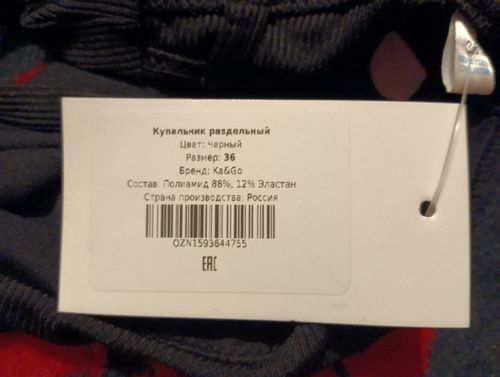 Купальник раздельный
Цвет: Черный
Размер: 36
Бренд: Ka&Go
Состав: Полиамид 88%, 12% Эластан
Страна производства: Россия
OZN1593644755
EAC